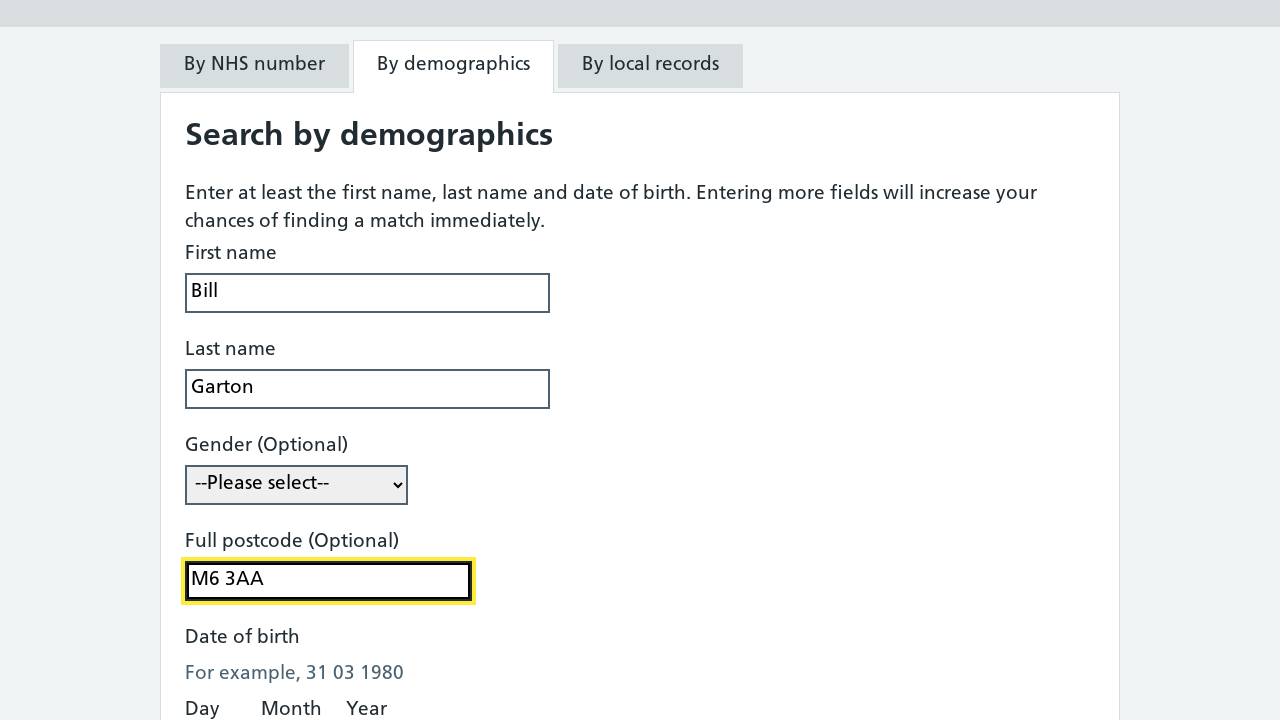 By NHS number
By demographics
By local records
Search by demographics
Enter at least the first name, last name and date of birth. Entering more fields will increase your
chances of finding a match immediately.
First name
Bill
Last name
Garton
Gender (Optional)
--Please select--
Full postcode (Optional)
M6 3AA
Date of birth
For example, 31 03 1980
Day Month Year